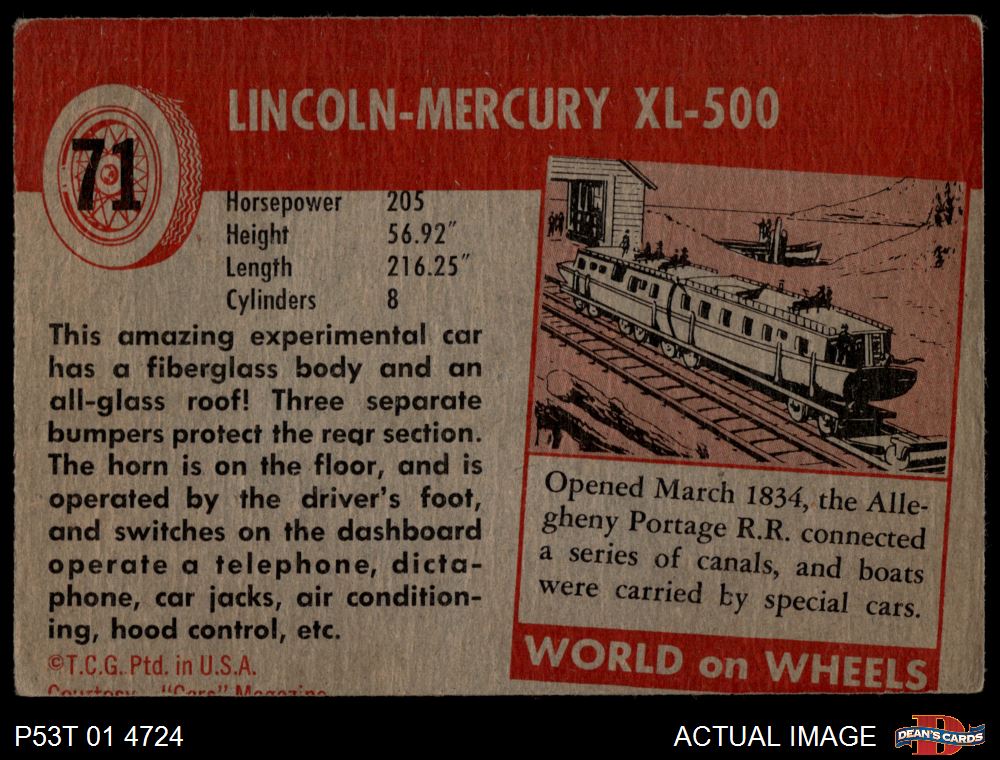 71
LINCOLN-MERCURY XL-500
Horsepower 205
Height 56.92″
Length 216.25″
Cylinders 8
This amazing experimental car
has a fiberglass body and an
all-glass roof! Three separate
bumpers protect the rear section.
The horn is on the floor, and is
operated by the driver's foot,
and switches on the dashboard
operate a telephone, dicta-
phone, car jacks, air condition-
ing, hood control, etc.
©T.C.G. Ptd. in U.S.A.
Courtesy "Cars" Magazine
Opened March 1834, the Alle-
gheny Portage R.R. connected
a series of canals, and boats
were carried by special cars.
WORLD on WHEELS
P53T 01 4724
ACTUAL IMAGE
DEAN'S CARDS